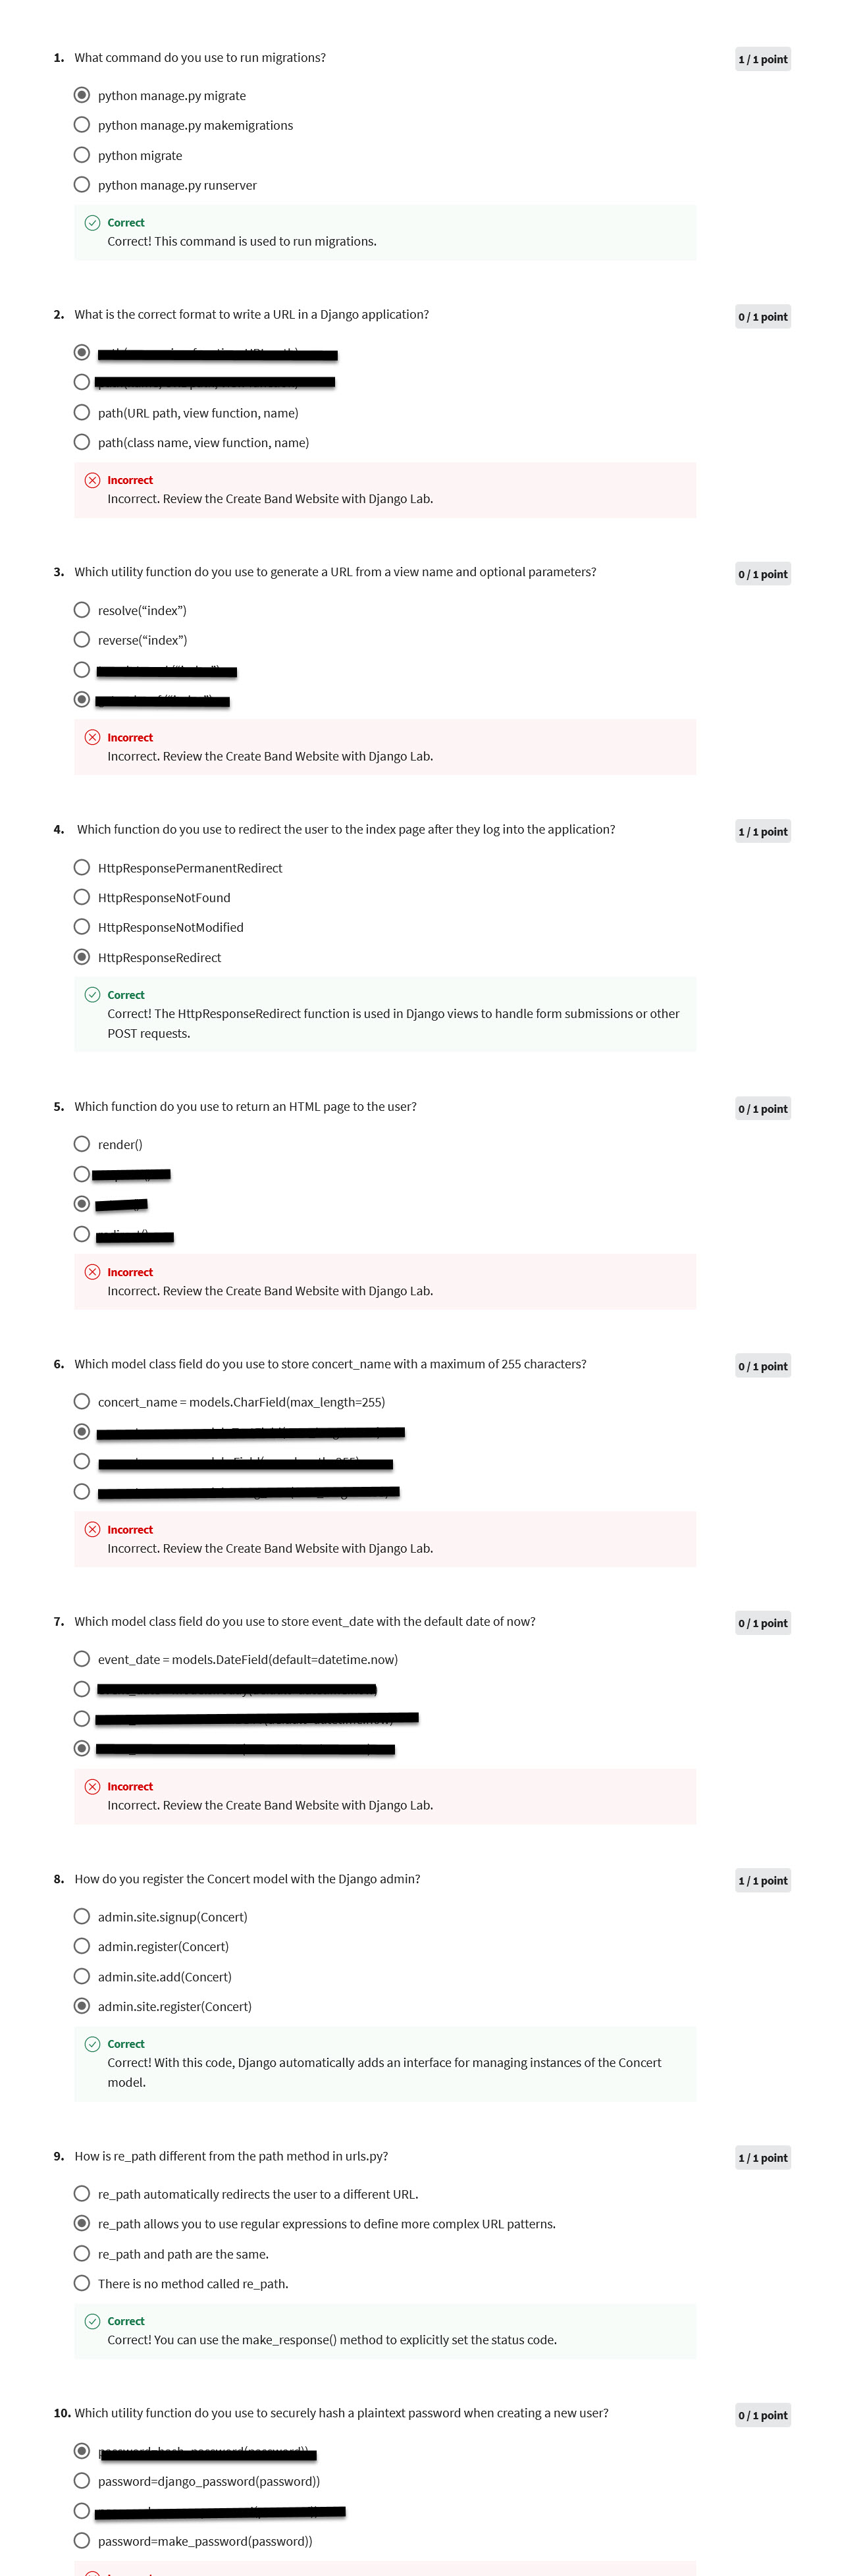 1. What command do you use to run migrations?
1 / 1 point
python manage.py migrate
python manage.py makemigrations
python migrate
python manage.py runserver
Correct
Correct! This command is used to run migrations.
2. What is the correct format to write a URL in a Django application?
0 / 1 point
path(URL path, view function, name)
path(class name, view function, name)
Incorrect
Incorrect. Review the Create Band Website with Django Lab.
3. Which utility function do you use to generate a URL from a view name and optional parameters?
0 / 1 point
resolve(“index”)
reverse(“index”)
Incorrect
Incorrect. Review the Create Band Website with Django Lab.
4. Which function do you use to redirect the user to the index page after they log into the application?
1 / 1 point
HttpResponsePermanentRedirect
HttpResponseNotFound
HttpResponseNotModified
HttpResponseRedirect
Correct
Correct! The HttpResponseRedirect function is used in Django views to handle form submissions or other
POST requests.
5. Which function do you use to return an HTML page to the user?
0 / 1 point
render()
Incorrect
Incorrect. Review the Create Band Website with Django Lab.
6. Which model class field do you use to store concert_name with a maximum of 255 characters?
0 / 1 point
concert_name = models.CharField(max_length=255)
Incorrect
Incorrect. Review the Create Band Website with Django Lab.
7. Which model class field do you use to store event_date with the default date of now?
0 / 1 point
event_date = models.DateField(default=datetime.now)
Incorrect
Incorrect. Review the Create Band Website with Django Lab.
8. How do you register the Concert model with the Django admin?
1 / 1 point
admin.site.signup(Concert)
admin.register(Concert)
admin.site.add(Concert)
admin.site.register(Concert)
Correct
Correct! With this code, Django automatically adds an interface for managing instances of the Concert
model.
9. How is re_path different from the path method in urls.py?
1 / 1 point
re_path automatically redirects the user to a different URL.
re_path allows you to use regular expressions to define more complex URL patterns.
re_path and path are the same.
There is no method called re_path.
Correct
Correct! You can use the make_response() method to explicitly set the status code.
10. Which utility function do you use to securely hash a plaintext password when creating a new user?
0 / 1 point
password=django_password(password))
password=make_password(password))